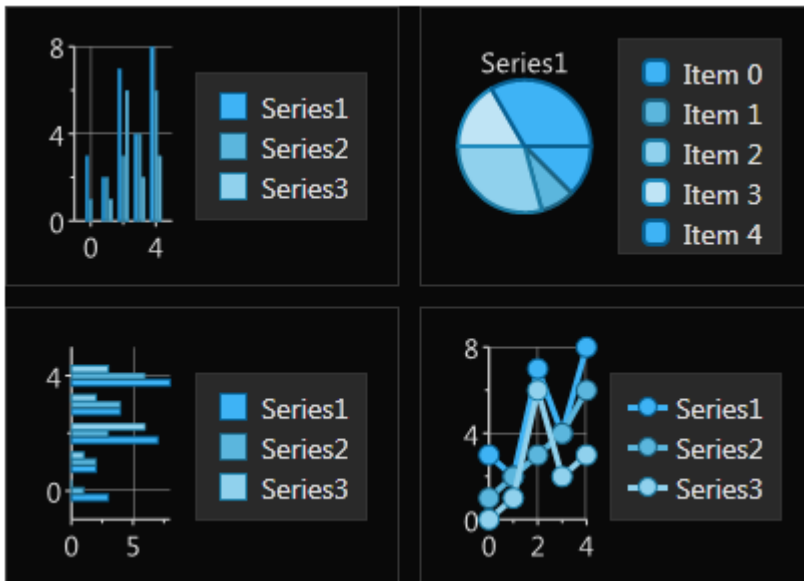 8
4
0
0 4
Series1
Series2
Series3
Series1
Item 0
Item 1
Item 2
Item 3
Item 4
4
0
0 5
Series1
Series2
Series3
8
4
0
0 2 4
Series1
Series2
Series3